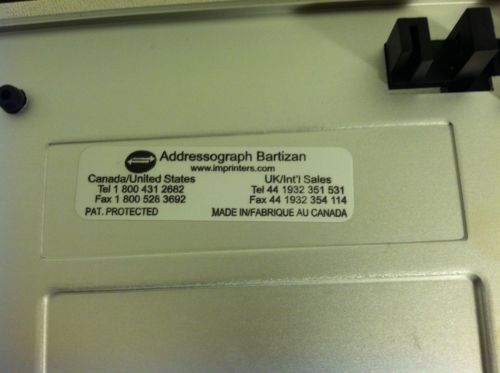 Addressograph Bartizan
www.imprinters.com
Canada/United States UK/Int'l Sales
Tel 1 800 431 2682 Tel 44 1932 351 531
Fax 1 800 528 3692 Fax 44 1932 354 114
PAT. PROTECTED MADE IN/FABRIQUE AU CANADA